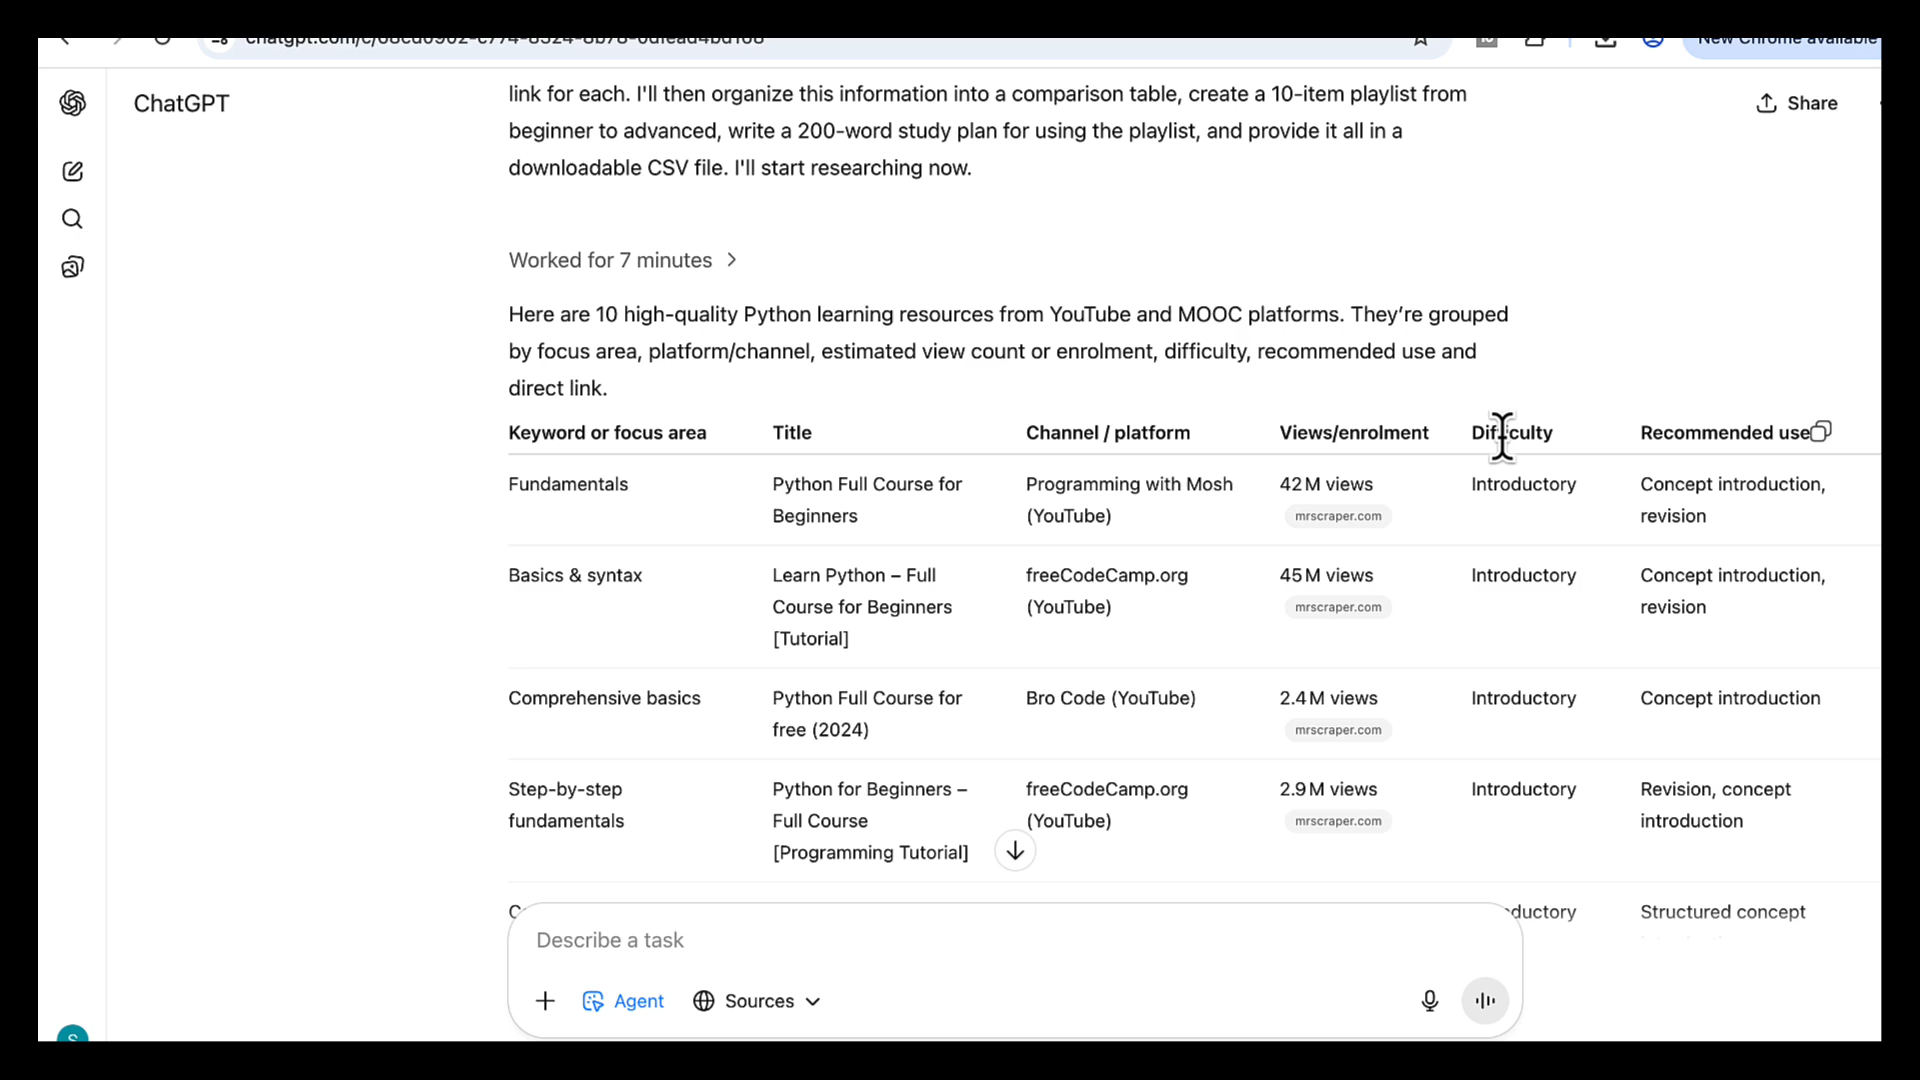 New Chrome available
ChatGPT
Share
link for each. I'll then organize this information into a comparison table, create a 10-item playlist from
beginner to advanced, write a 200-word study plan for using the playlist, and provide it all in a
downloadable CSV file. I'll start researching now.
Worked for 7 minutes
Here are 10 high-quality Python learning resources from YouTube and MOOC platforms. They’re grouped
by focus area, platform/channel, estimated view count or enrolment, difficulty, recommended use and
direct link.
Keyword or focus area Title Channel / platform Views/enrolment Difficulty Recommended use
Fundamentals Python Full Course for Programming with Mosh 42 M views Introductory Concept introduction,
Beginners (YouTube) mrscraper.com revision
Basics & syntax Learn Python – Full freeCodeCamp.org 45 M views Introductory Concept introduction,
Course for Beginners (YouTube) mrscraper.com revision
[Tutorial]
Comprehensive basics Python Full Course for Bro Code (YouTube) 2.4 M views Introductory Concept introduction
free (2024) mrscraper.com
Step-by-step Python for Beginners – freeCodeCamp.org 2.9 M views Introductory Revision, concept
fundamentals Full Course (YouTube) mrscraper.com introduction
[Programming Tutorial]
Structured concept
Describe a task
Agent Sources